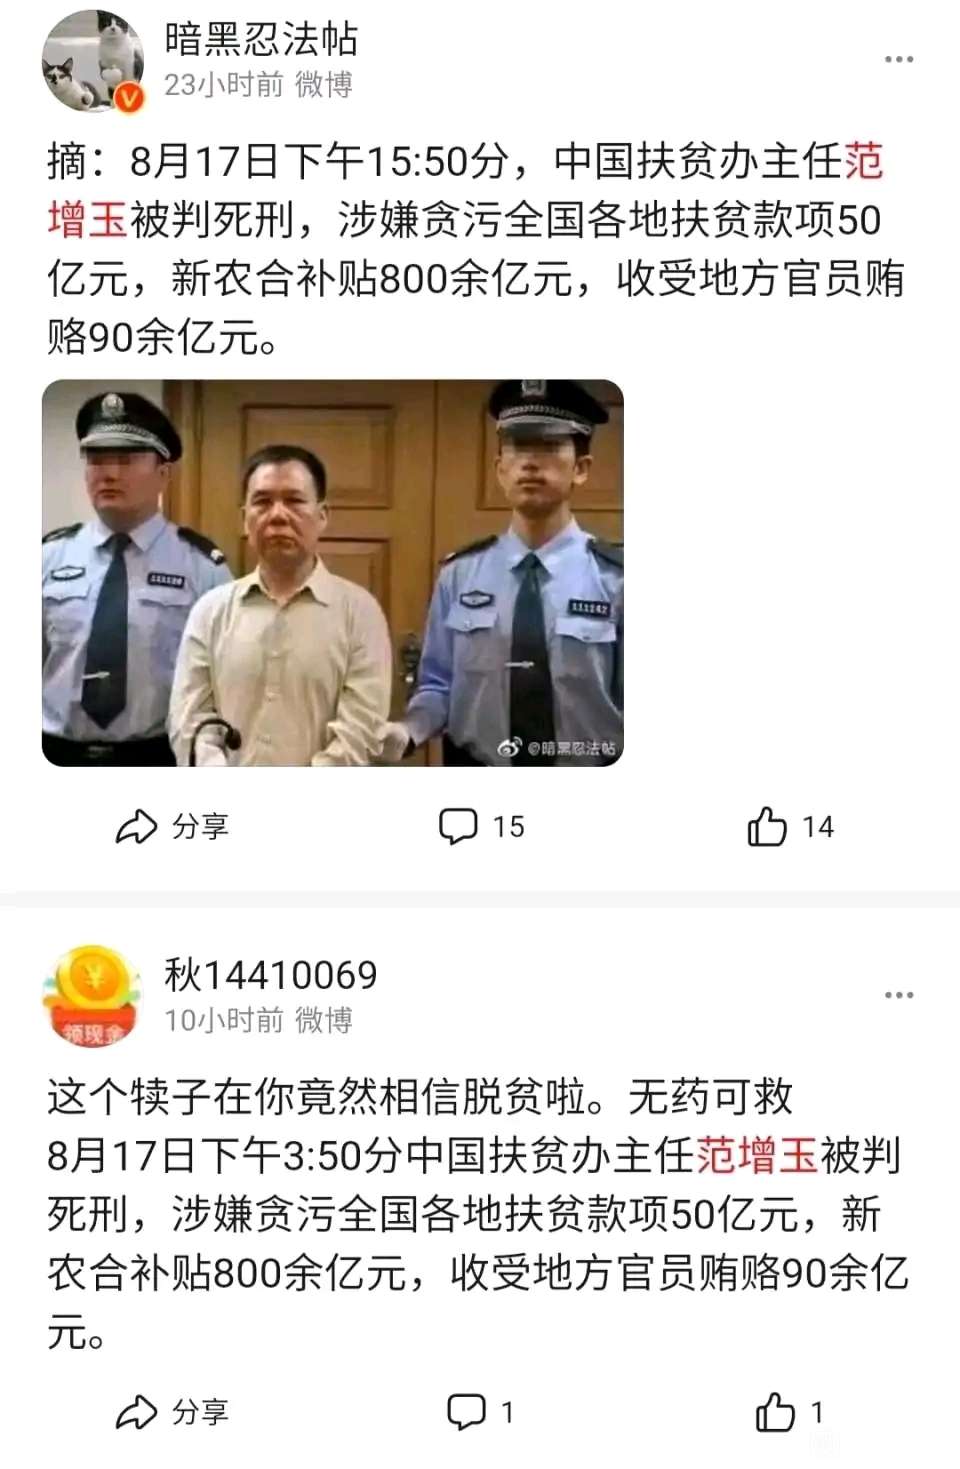 暗黑忍法帖
23小时前 微博
摘：8月17日下午15:50分，中国扶贫办主任范
增玉被判死刑，涉嫌贪污全国各地扶贫款项50
亿元，新农合补贴800余亿元，收受地方官员贿
赂90余亿元。
@暗黑忍法帖
分享
15
14
领现金
秋14410069
10小时前 微博
这个犊子在你竟然相信脱贫啦。无药可救
8月17日下午3:50分中国扶贫办主任范增玉被判
死刑，涉嫌贪污全国各地扶贫款项50亿元，新
农合补贴800余亿元，收受地方官员贿赂90余亿
元。
分享
1
1